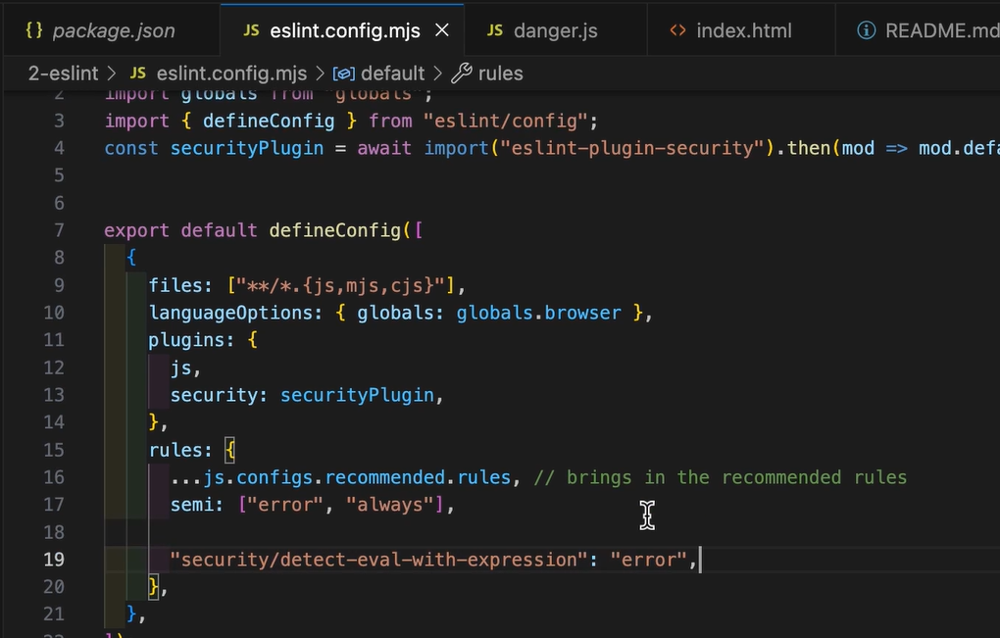 {} package.json JS eslint.config.mjs JS danger.js <> index.html README.md
2-eslint > JS eslint.config.mjs > default > rules
2 import globals from "globals";
3 import { defineConfig } from "eslint/config";
4 const securityPlugin = await import("eslint-plugin-security").then(mod => mod.defa
5
6
7 export default defineConfig([
8 {
9 files: ["**/*.{js,mjs,cjs}"],
10 languageOptions: { globals: globals.browser },
11 plugins: {
12 js,
13 security: securityPlugin,
14 },
15 rules: {
16 ...js.configs.recommended.rules, // brings in the recommended rules
17 semi: ["error", "always"],
18
19 "security/detect-eval-with-expression": "error",
20 },
21 },
22 ])